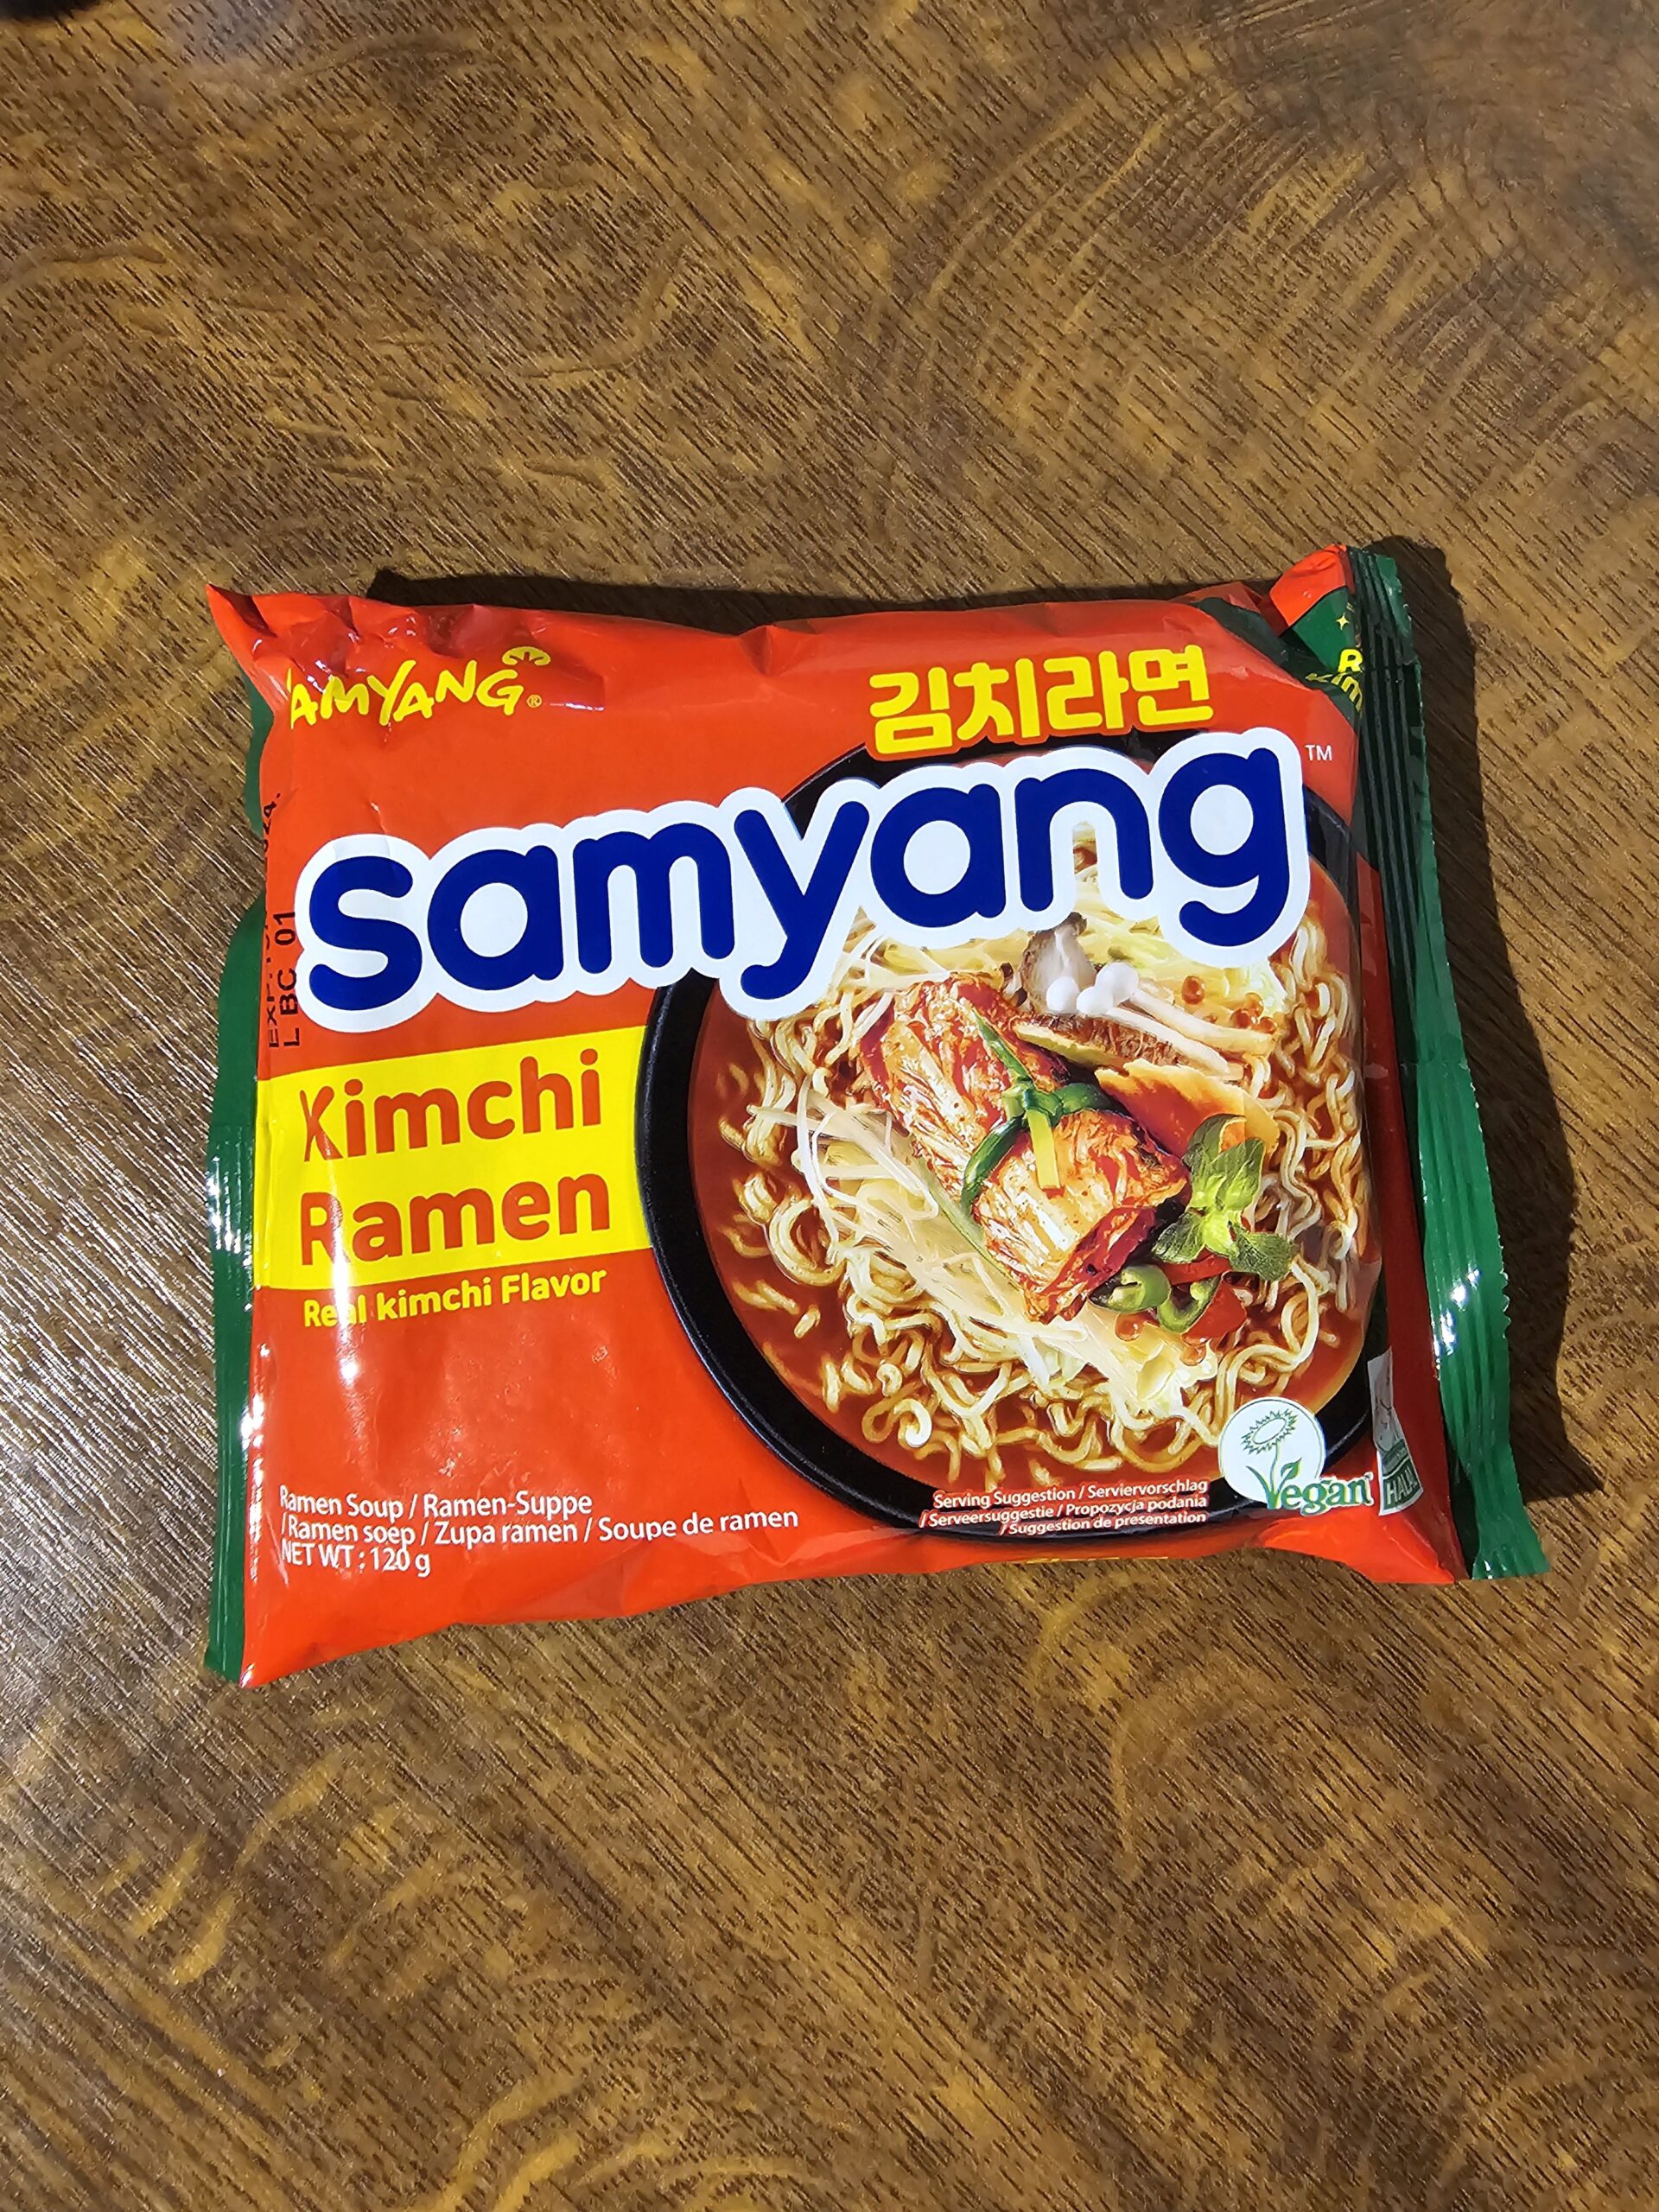 AMYANG®
김치라면
samyang™
L BC 01
Kimchi
Ramen
Real kimchi Flavor
Ramen Soup / Ramen-Suppe
/Ramen soep / Zupa ramen / Soupe de ramen
NET WT : 120 g
Serving Suggestion / Serviervorschlag
/ Serveersuggestie / Propozycja podania
/ Suggestion de presentation
Vegan